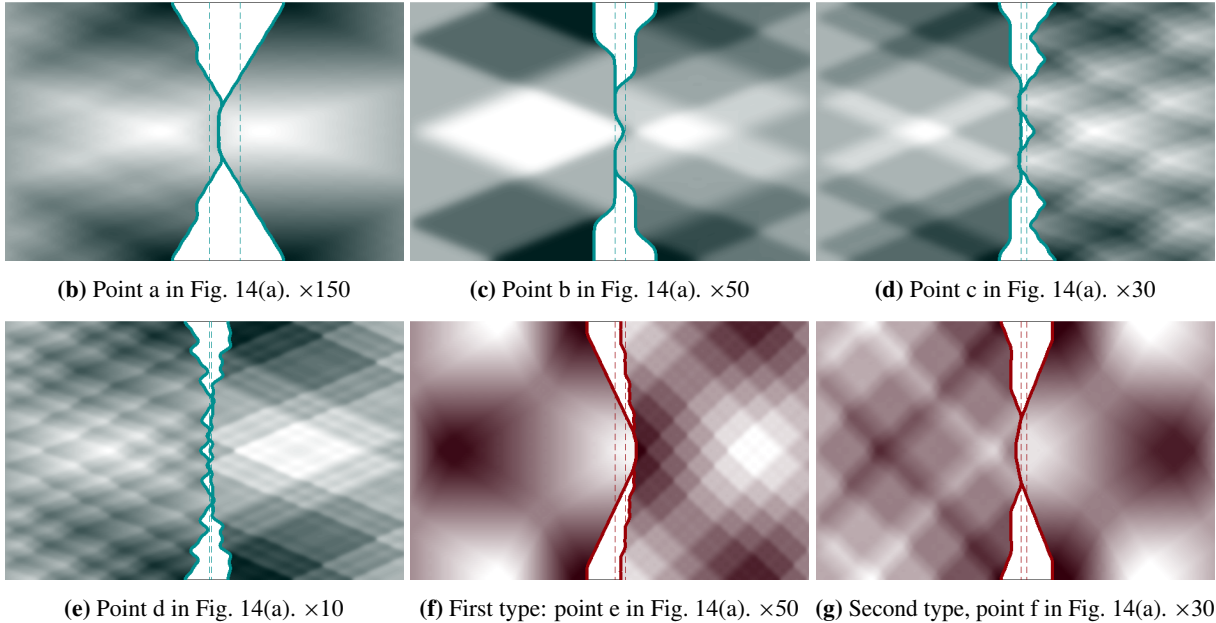 (b) Point a in Fig. 14(a). ×150
(c) Point b in Fig. 14(a). ×50
(d) Point c in Fig. 14(a). ×30
(e) Point d in Fig. 14(a). ×10
(f) First type: point e in Fig. 14(a). ×50
(g) Second type, point f in Fig. 14(a). ×30